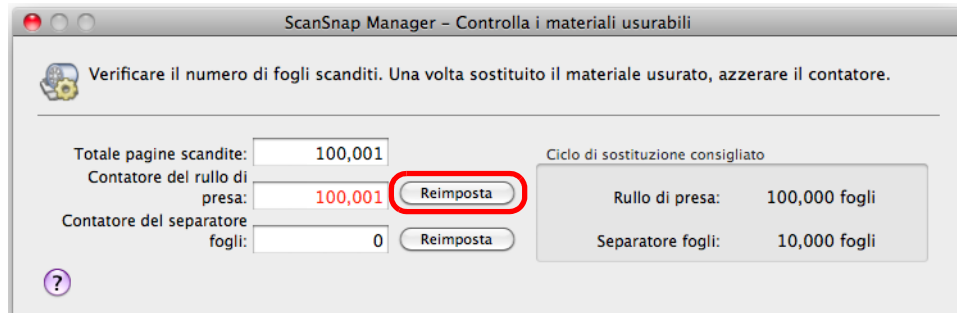 ScanSnap Manager – Controlla i materiali usurabili
Verificare il numero di fogli scanditi. Una volta sostituito il materiale usurato, azzerare il contatore.
Totale pagine scandite: 100,001
Contatore del rullo di
presa: 100,001 Reimposta
Contatore del separatore
fogli: 0 Reimposta
Ciclo di sostituzione consigliato
Rullo di presa: 100,000 fogli
Separatore fogli: 10,000 fogli
?